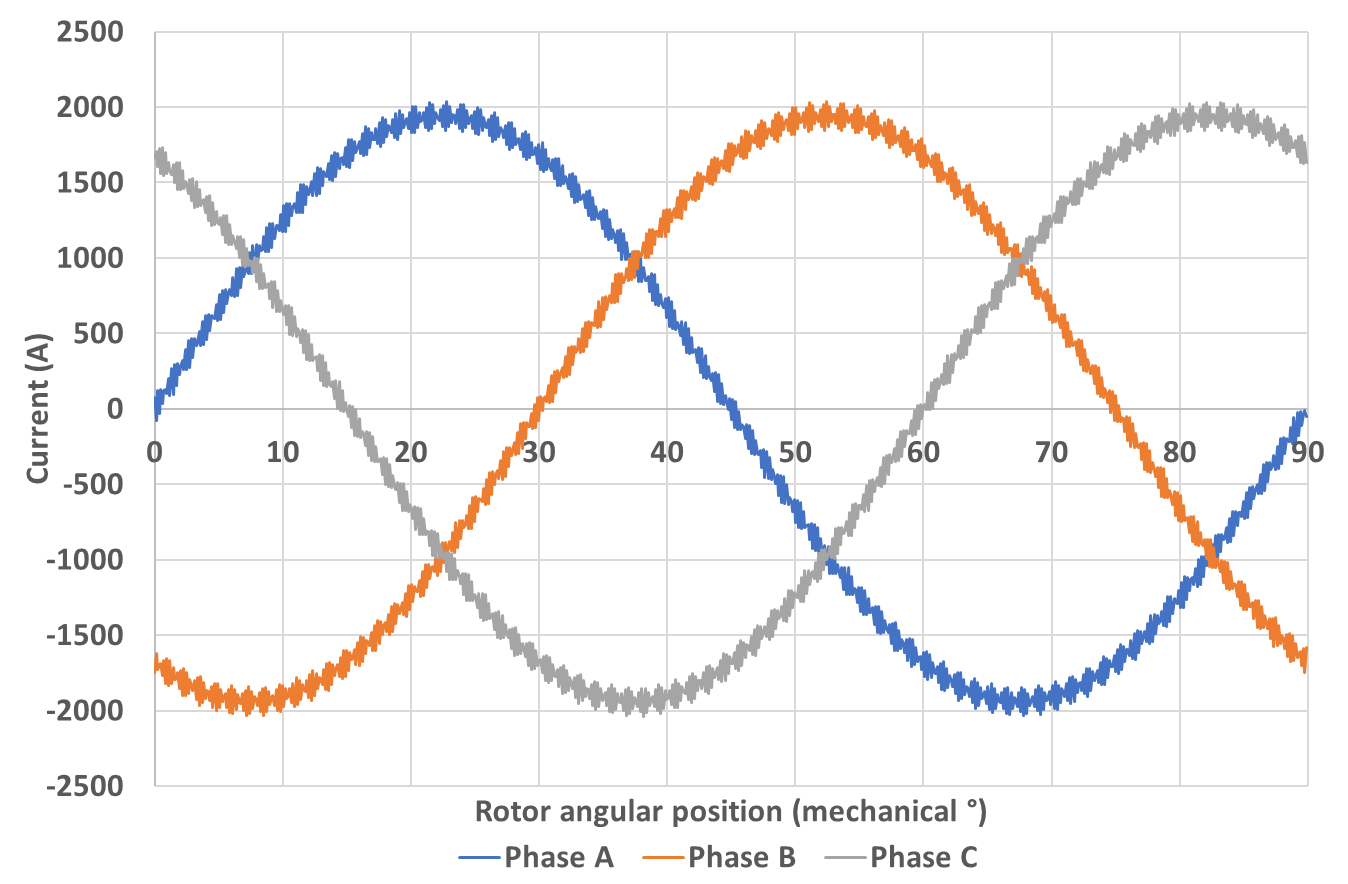 2500
2000
1500
1000
500
0
-500
-1000
-1500
-2000
-2500
Current (A)
0 10 20 30 40 50 60 70 80 90
Rotor angular position (mechanical °)
Phase A Phase B Phase C